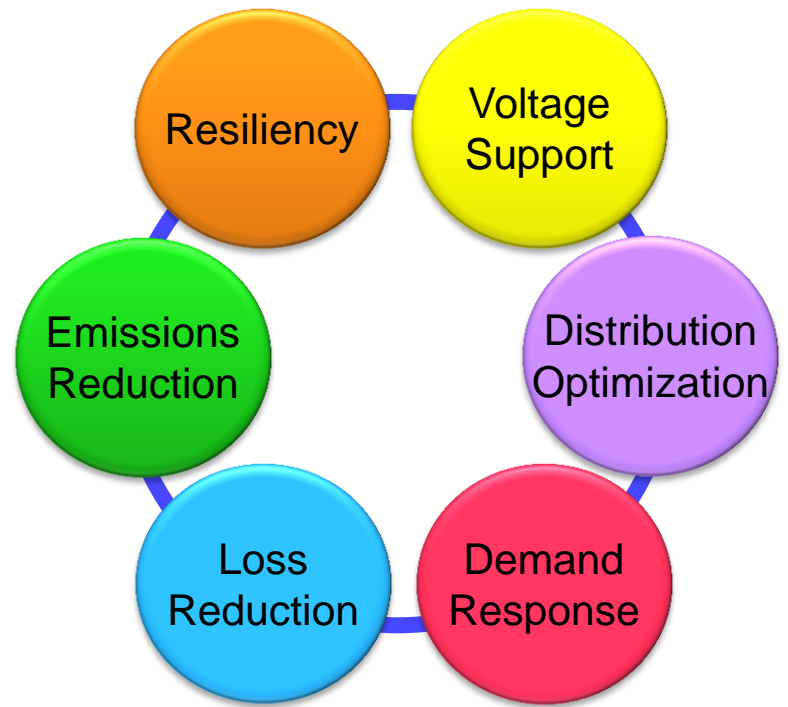 Resiliency
Voltage
Support
Distribution
Optimization
Demand
Response
Loss
Reduction
Emissions
Reduction